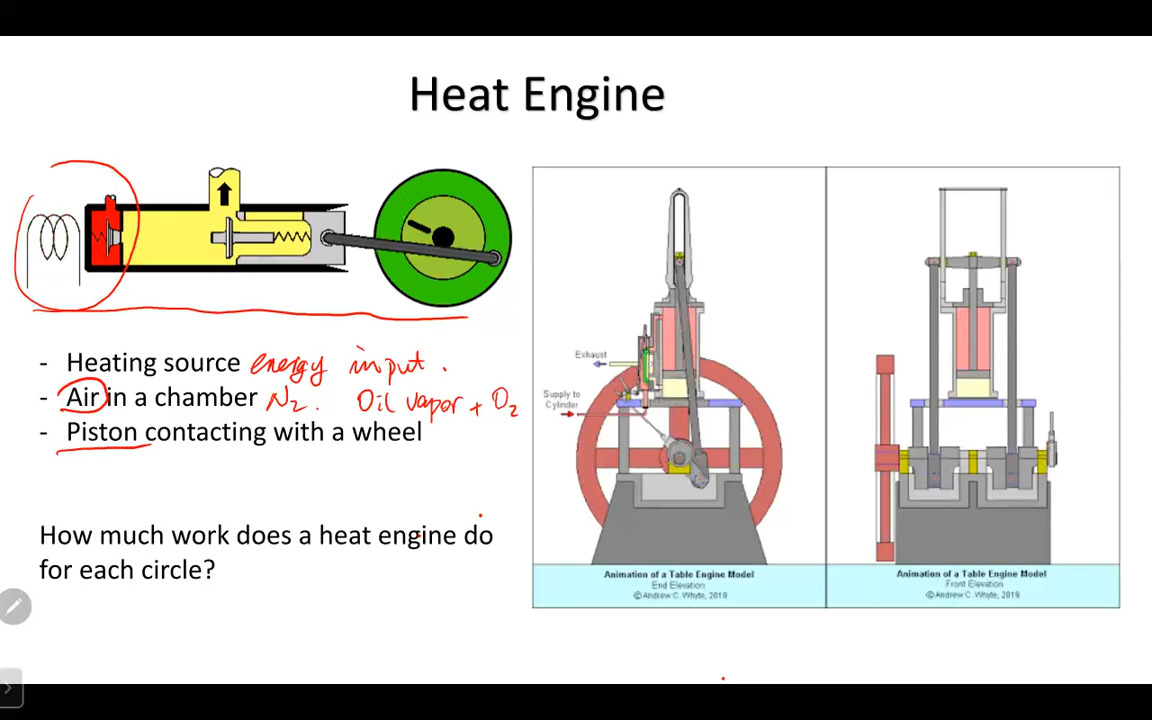 Heat Engine
- Heating source energy input.
- Air in a chamber N2. Oil vapor + O2
- Piston contacting with a wheel
How much work does a heat engine do
for each circle?
Exhaust
Supply to
Cylinder
Animation of a Table Engine Model
End Elevation
©Andrew C. Whyte, 2019
Animation of a Table Engine Model
Front Elevation
©Andrew C. Whyte, 2019